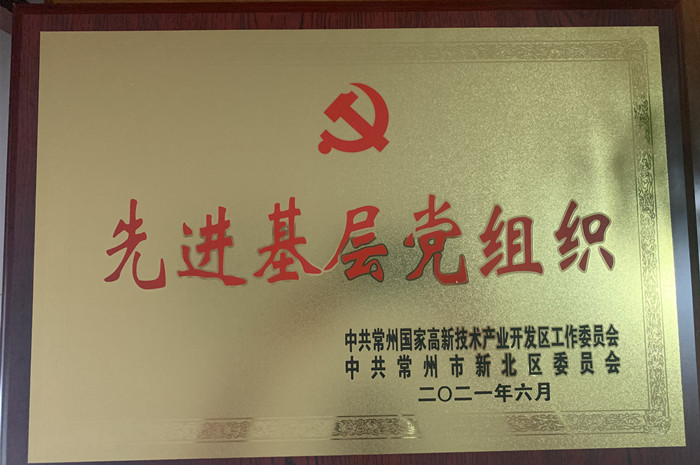 先进基层党组织
中共常州国家高新技术产业开发区工作委员会
中共常州市新北区委员会
二〇二一年六月